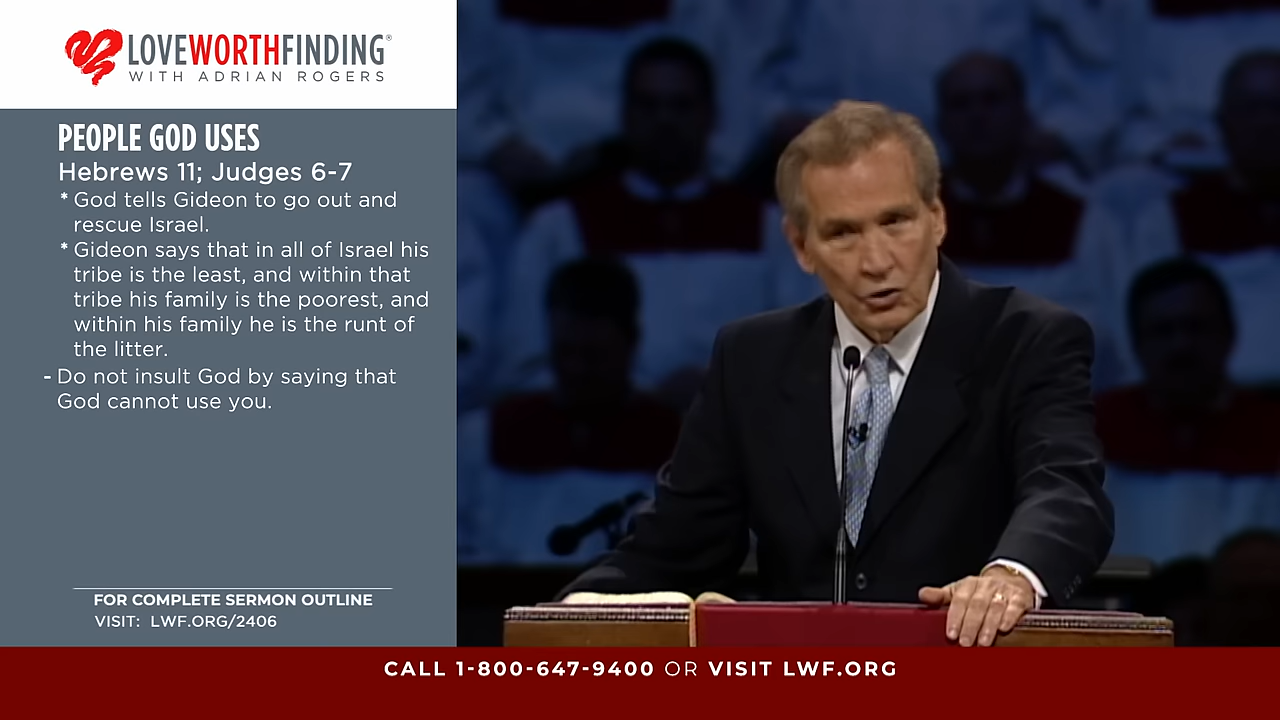 LOVEWORTHFINDING®
WITH ADRIAN ROGERS
PEOPLE GOD USES
Hebrews 11; Judges 6-7
* God tells Gideon to go out and
rescue Israel.
* Gideon says that in all of Israel his
tribe is the least, and within that
tribe his family is the poorest, and
within his family he is the runt of
the litter.
- Do not insult God by saying that
God cannot use you.
FOR COMPLETE SERMON OUTLINE
VISIT: LWF.ORG/2406
CALL 1-800-647-9400 OR VISIT LWF.ORG